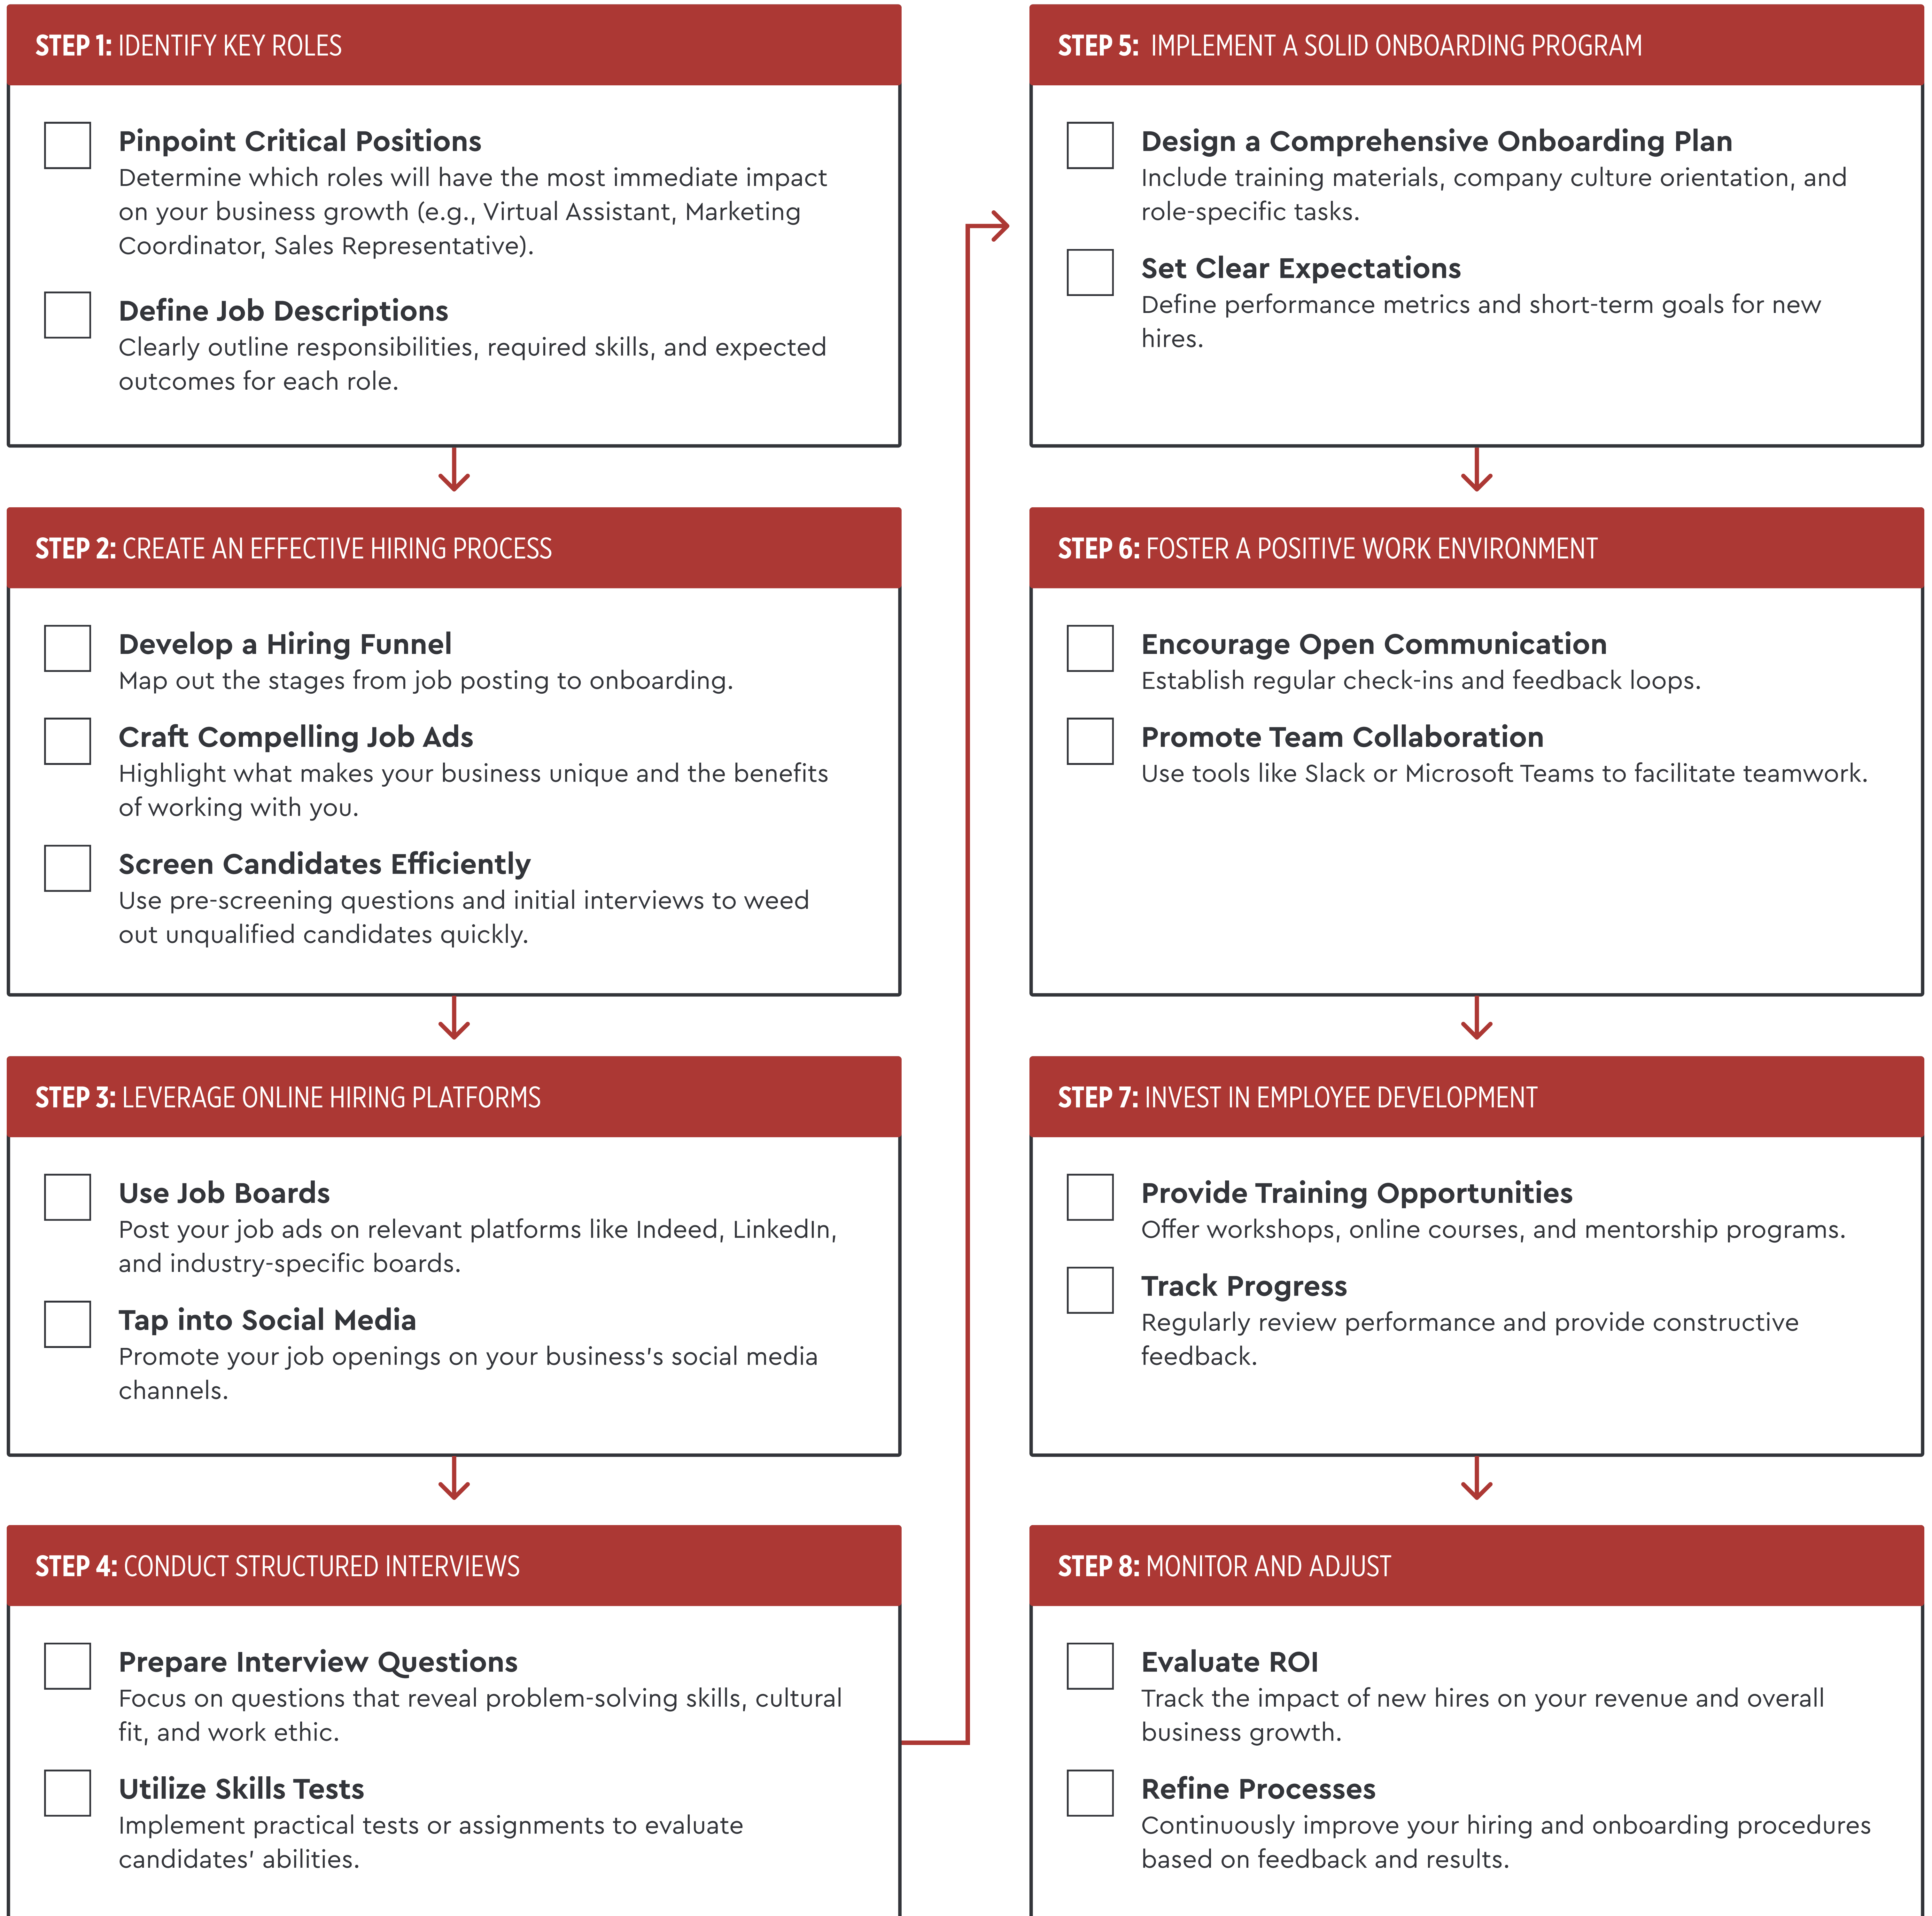 STEP 1: IDENTIFY KEY ROLES
Pinpoint Critical Positions
Determine which roles will have the most immediate impact
on your business growth (e.g., Virtual Assistant, Marketing
Coordinator, Sales Representative).
Define Job Descriptions
Clearly outline responsibilities, required skills, and expected
outcomes for each role.
STEP 2: CREATE AN EFFECTIVE HIRING PROCESS
Develop a Hiring Funnel
Map out the stages from job posting to onboarding.
Craft Compelling Job Ads
Highlight what makes your business unique and the benefits
of working with you.
Screen Candidates Efficiently
Use pre-screening questions and initial interviews to weed
out unqualified candidates quickly.
STEP 3: LEVERAGE ONLINE HIRING PLATFORMS
Use Job Boards
Post your job ads on relevant platforms like Indeed, LinkedIn,
and industry-specific boards.
Tap into Social Media
Promote your job openings on your business's social media
channels.
STEP 4: CONDUCT STRUCTURED INTERVIEWS
Prepare Interview Questions
Focus on questions that reveal problem-solving skills, cultural
fit, and work ethic.
Utilize Skills Tests
Implement practical tests or assignments to evaluate
candidates' abilities.
STEP 5: IMPLEMENT A SOLID ONBOARDING PROGRAM
Design a Comprehensive Onboarding Plan
Include training materials, company culture orientation, and
role-specific tasks.
Set Clear Expectations
Define performance metrics and short-term goals for new
hires.
STEP 6: FOSTER A POSITIVE WORK ENVIRONMENT
Encourage Open Communication
Establish regular check-ins and feedback loops.
Promote Team Collaboration
Use tools like Slack or Microsoft Teams to facilitate teamwork.
STEP 7: INVEST IN EMPLOYEE DEVELOPMENT
Provide Training Opportunities
Offer workshops, online courses, and mentorship programs.
Track Progress
Regularly review performance and provide constructive
feedback.
STEP 8: MONITOR AND ADJUST
Evaluate ROI
Track the impact of new hires on your revenue and overall
business growth.
Refine Processes
Continuously improve your hiring and onboarding procedures
based on feedback and results.